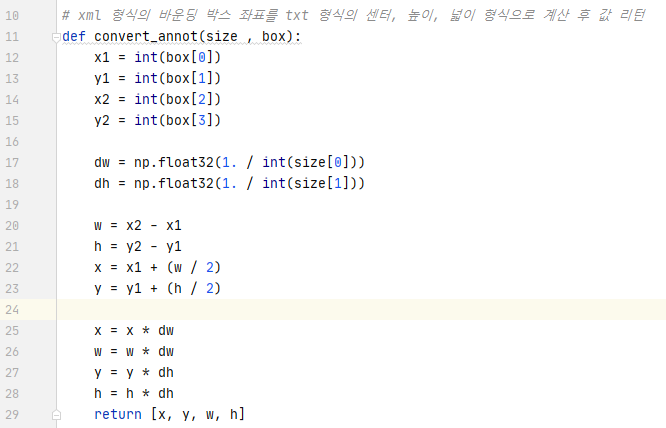 10 # xml 형식의 바운딩 박스 좌표를 txt 형식의 센터, 높이, 넓이 형식으로 계산 후 값 리턴
11 def convert_annot(size , box):
12     x1 = int(box[0])
13     y1 = int(box[1])
14     x2 = int(box[2])
15     y2 = int(box[3])
16
17     dw = np.float32(1. / int(size[0]))
18     dh = np.float32(1. / int(size[1]))
19
20     w = x2 - x1
21     h = y2 - y1
22     x = x1 + (w / 2)
23     y = y1 + (h / 2)
24
25     x = x * dw
26     w = w * dw
27     y = y * dh
28     h = h * dh
29     return [x, y, w, h]